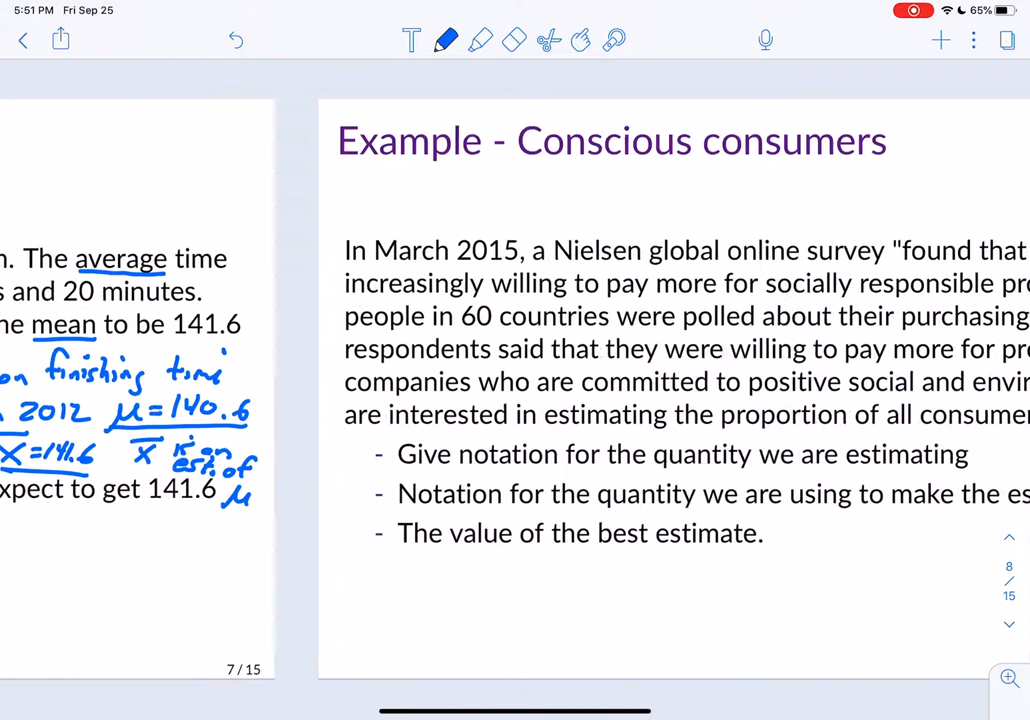 5:51 PM Fri Sep 25
65%
T
n. The average time
s and 20 minutes.
he mean to be 141.6
on finishing time
2012 μ = 140.6
x̄ = 141.6 x̄ is an
est. of
xpect to get 141.6 μ
7 / 15
Example - Conscious consumers
In March 2015, a Nielsen global online survey "found that
increasingly willing to pay more for socially responsible pro
people in 60 countries were polled about their purchasing
respondents said that they were willing to pay more for pro
companies who are committed to positive social and envir
are interested in estimating the proportion of all consumer
- Give notation for the quantity we are estimating
- Notation for the quantity we are using to make the es
- The value of the best estimate.
8
/
15